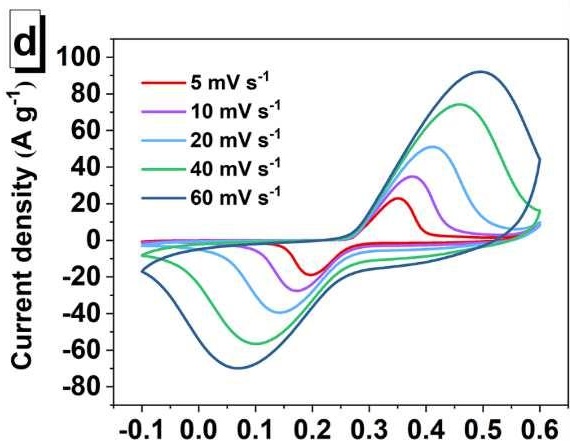 d
Current density (A g⁻¹)
100
80
60
40
20
0
-20
-40
-60
-80
5 mV s⁻¹
10 mV s⁻¹
20 mV s⁻¹
40 mV s⁻¹
60 mV s⁻¹
-0.1 0.0 0.1 0.2 0.3 0.4 0.5 0.6